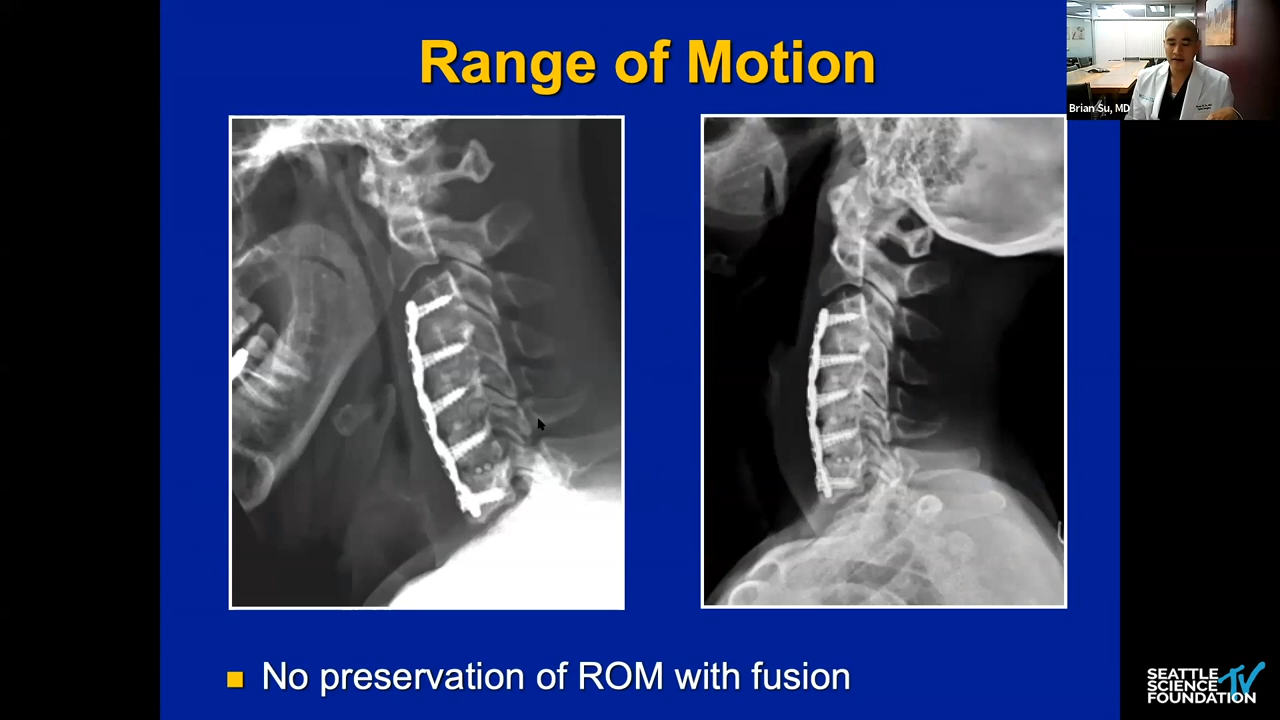 Range of Motion
Brian Su, MD
No preservation of ROM with fusion
SEATTLE
SCIENCE
FOUNDATION
TV